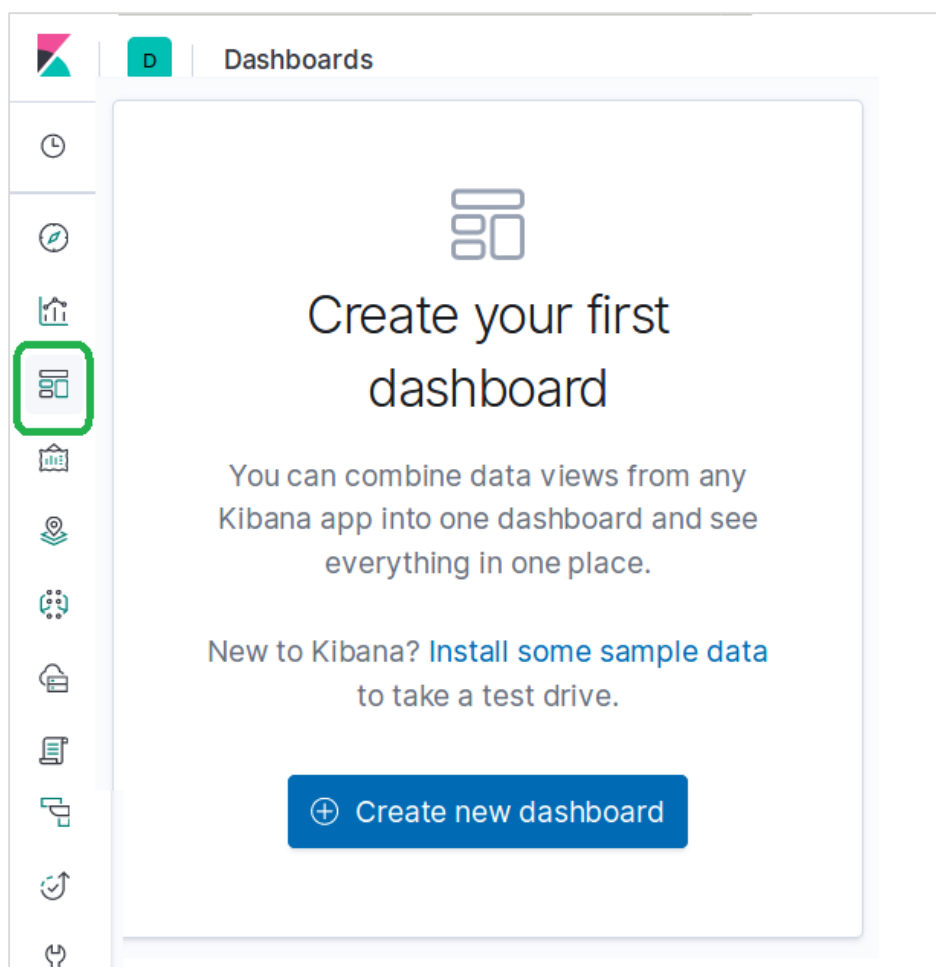 D
Dashboards
Create your first
dashboard
You can combine data views from any
Kibana app into one dashboard and see
everything in one place.
New to Kibana? Install some sample data
to take a test drive.
Create new dashboard